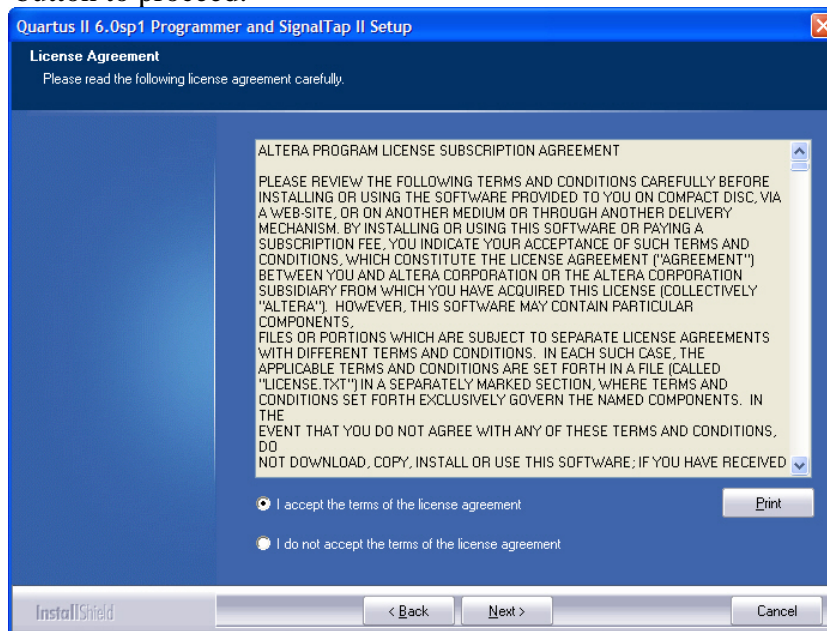 button to proceed.
Quartus II 6.0sp1 Programmer and SignalTap II Setup
License Agreement
Please read the following license agreement carefully.
ALTERA PROGRAM LICENSE SUBSCRIPTION AGREEMENT
PLEASE REVIEW THE FOLLOWING TERMS AND CONDITIONS CAREFULLY BEFORE
INSTALLING OR USING THE SOFTWARE PROVIDED TO YOU ON COMPACT DISC, VIA
A WEB-SITE, OR ON ANOTHER MEDIUM OR THROUGH ANOTHER DELIVERY
MECHANISM. BY INSTALLING OR USING THIS SOFTWARE OR PAYING A
SUBSCRIPTION FEE, YOU INDICATE YOUR ACCEPTANCE OF SUCH TERMS AND
CONDITIONS, WHICH CONSTITUTE THE LICENSE AGREEMENT ("AGREEMENT")
BETWEEN YOU AND ALTERA CORPORATION OR THE ALTERA CORPORATION
SUBSIDIARY FROM WHICH YOU HAVE ACQUIRED THIS LICENSE (COLLECTIVELY
"ALTERA"). HOWEVER, THIS SOFTWARE MAY CONTAIN PARTICULAR
COMPONENTS,
FILES OR PORTIONS WHICH ARE SUBJECT TO SEPARATE LICENSE AGREEMENTS
WITH DIFFERENT TERMS AND CONDITIONS. IN EACH SUCH CASE, THE
APPLICABLE TERMS AND CONDITIONS ARE SET FORTH IN A FILE (CALLED
"LICENSE.TXT") IN A SEPARATELY MARKED SECTION, WHERE TERMS AND
CONDITIONS SET FORTH EXCLUSIVELY GOVERN THE NAMED COMPONENTS. IN
THE
EVENT THAT YOU DO NOT AGREE WITH ANY OF THESE TERMS AND CONDITIONS,
DO
NOT DOWNLOAD, COPY, INSTALL OR USE THIS SOFTWARE; IF YOU HAVE RECEIVED
I accept the terms of the license agreement
Print
I do not accept the terms of the license agreement
InstallShield
< Back
Next >
Cancel